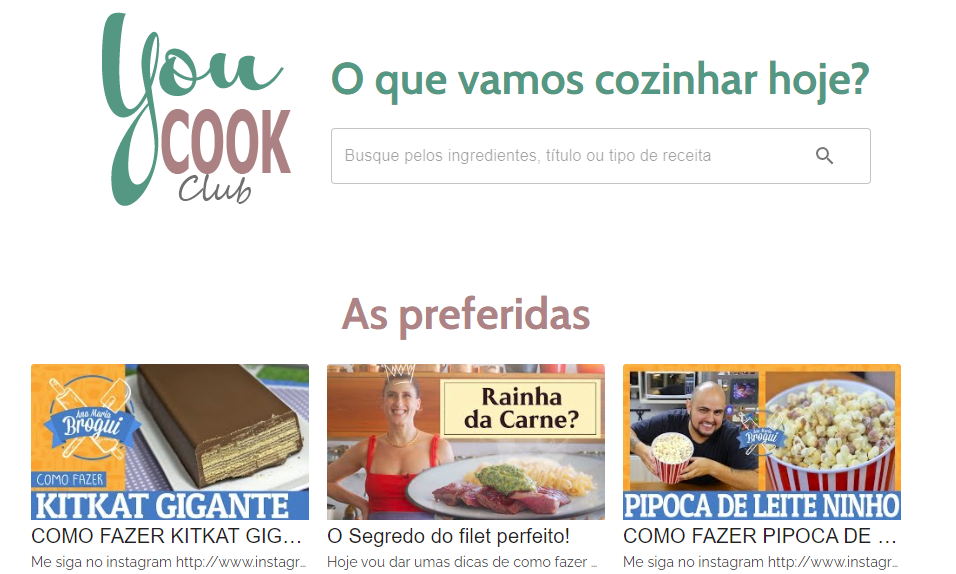 You
COOK
Club
O que vamos cozinhar hoje?
Busque pelos ingredientes, título ou tipo de receita
As preferidas
Ana Maria
Brogui
COMO FAZER
KITKAT GIGANTE
COMO FAZER KITKAT GIG...
Me siga no instagram http://www.instagr...
Rainha
da Carne?
O Segredo do filet perfeito!
Hoje vou dar umas dicas de como fazer ...
Ana Maria
Brogui
PIPOCA DE LEITE NINHO
COMO FAZER PIPOCA DE ...
Me siga no instagram http://www.instagr...